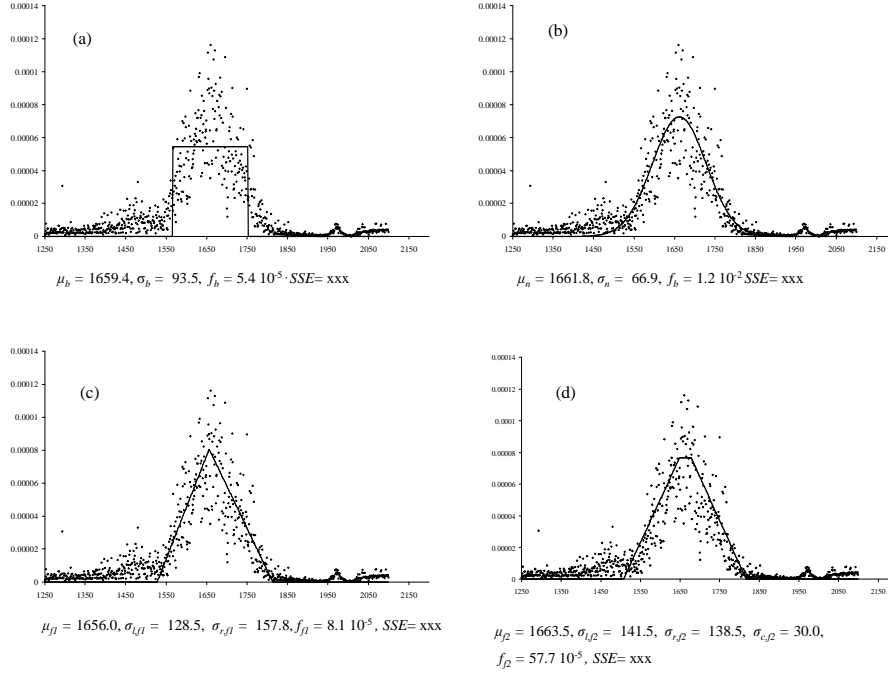 0.00014
0.00012
0.0001
0.00008
0.00006
0.00004
0.00002
0
1250 1350 1450 1550 1650 1750 1850 1950 2050 2150
(a)
μb = 1659.4, σb = 93.5, fb = 5.4 10-5 · SSE= xxx
0.00014
0.00012
0.0001
0.00008
0.00006
0.00004
0.00002
0
1250 1350 1450 1550 1650 1750 1850 1950 2050 2150
(b)
μn = 1661.8, σn = 66.9, fb = 1.2 10-2 SSE= xxx
0.00014
0.00012
0.0001
0.00008
0.00006
0.00004
0.00002
0
1250 1350 1450 1550 1650 1750 1850 1950 2050 2150
(c)
μf1 = 1656.0, σl,f1 = 128.5, σr,f1 = 157.8, ff1 = 8.1 10-5, SSE= xxx
0.00014
0.00012
0.0001
0.00008
0.00006
0.00004
0.00002
0
1250 1350 1450 1550 1650 1750 1850 1950 2050 2150
(d)
μf2 = 1663.5, σl,f2 = 141.5, σr,f2 = 138.5, σc,f2 = 30.0,
ff2 = 57.7 10-5, SSE= xxx